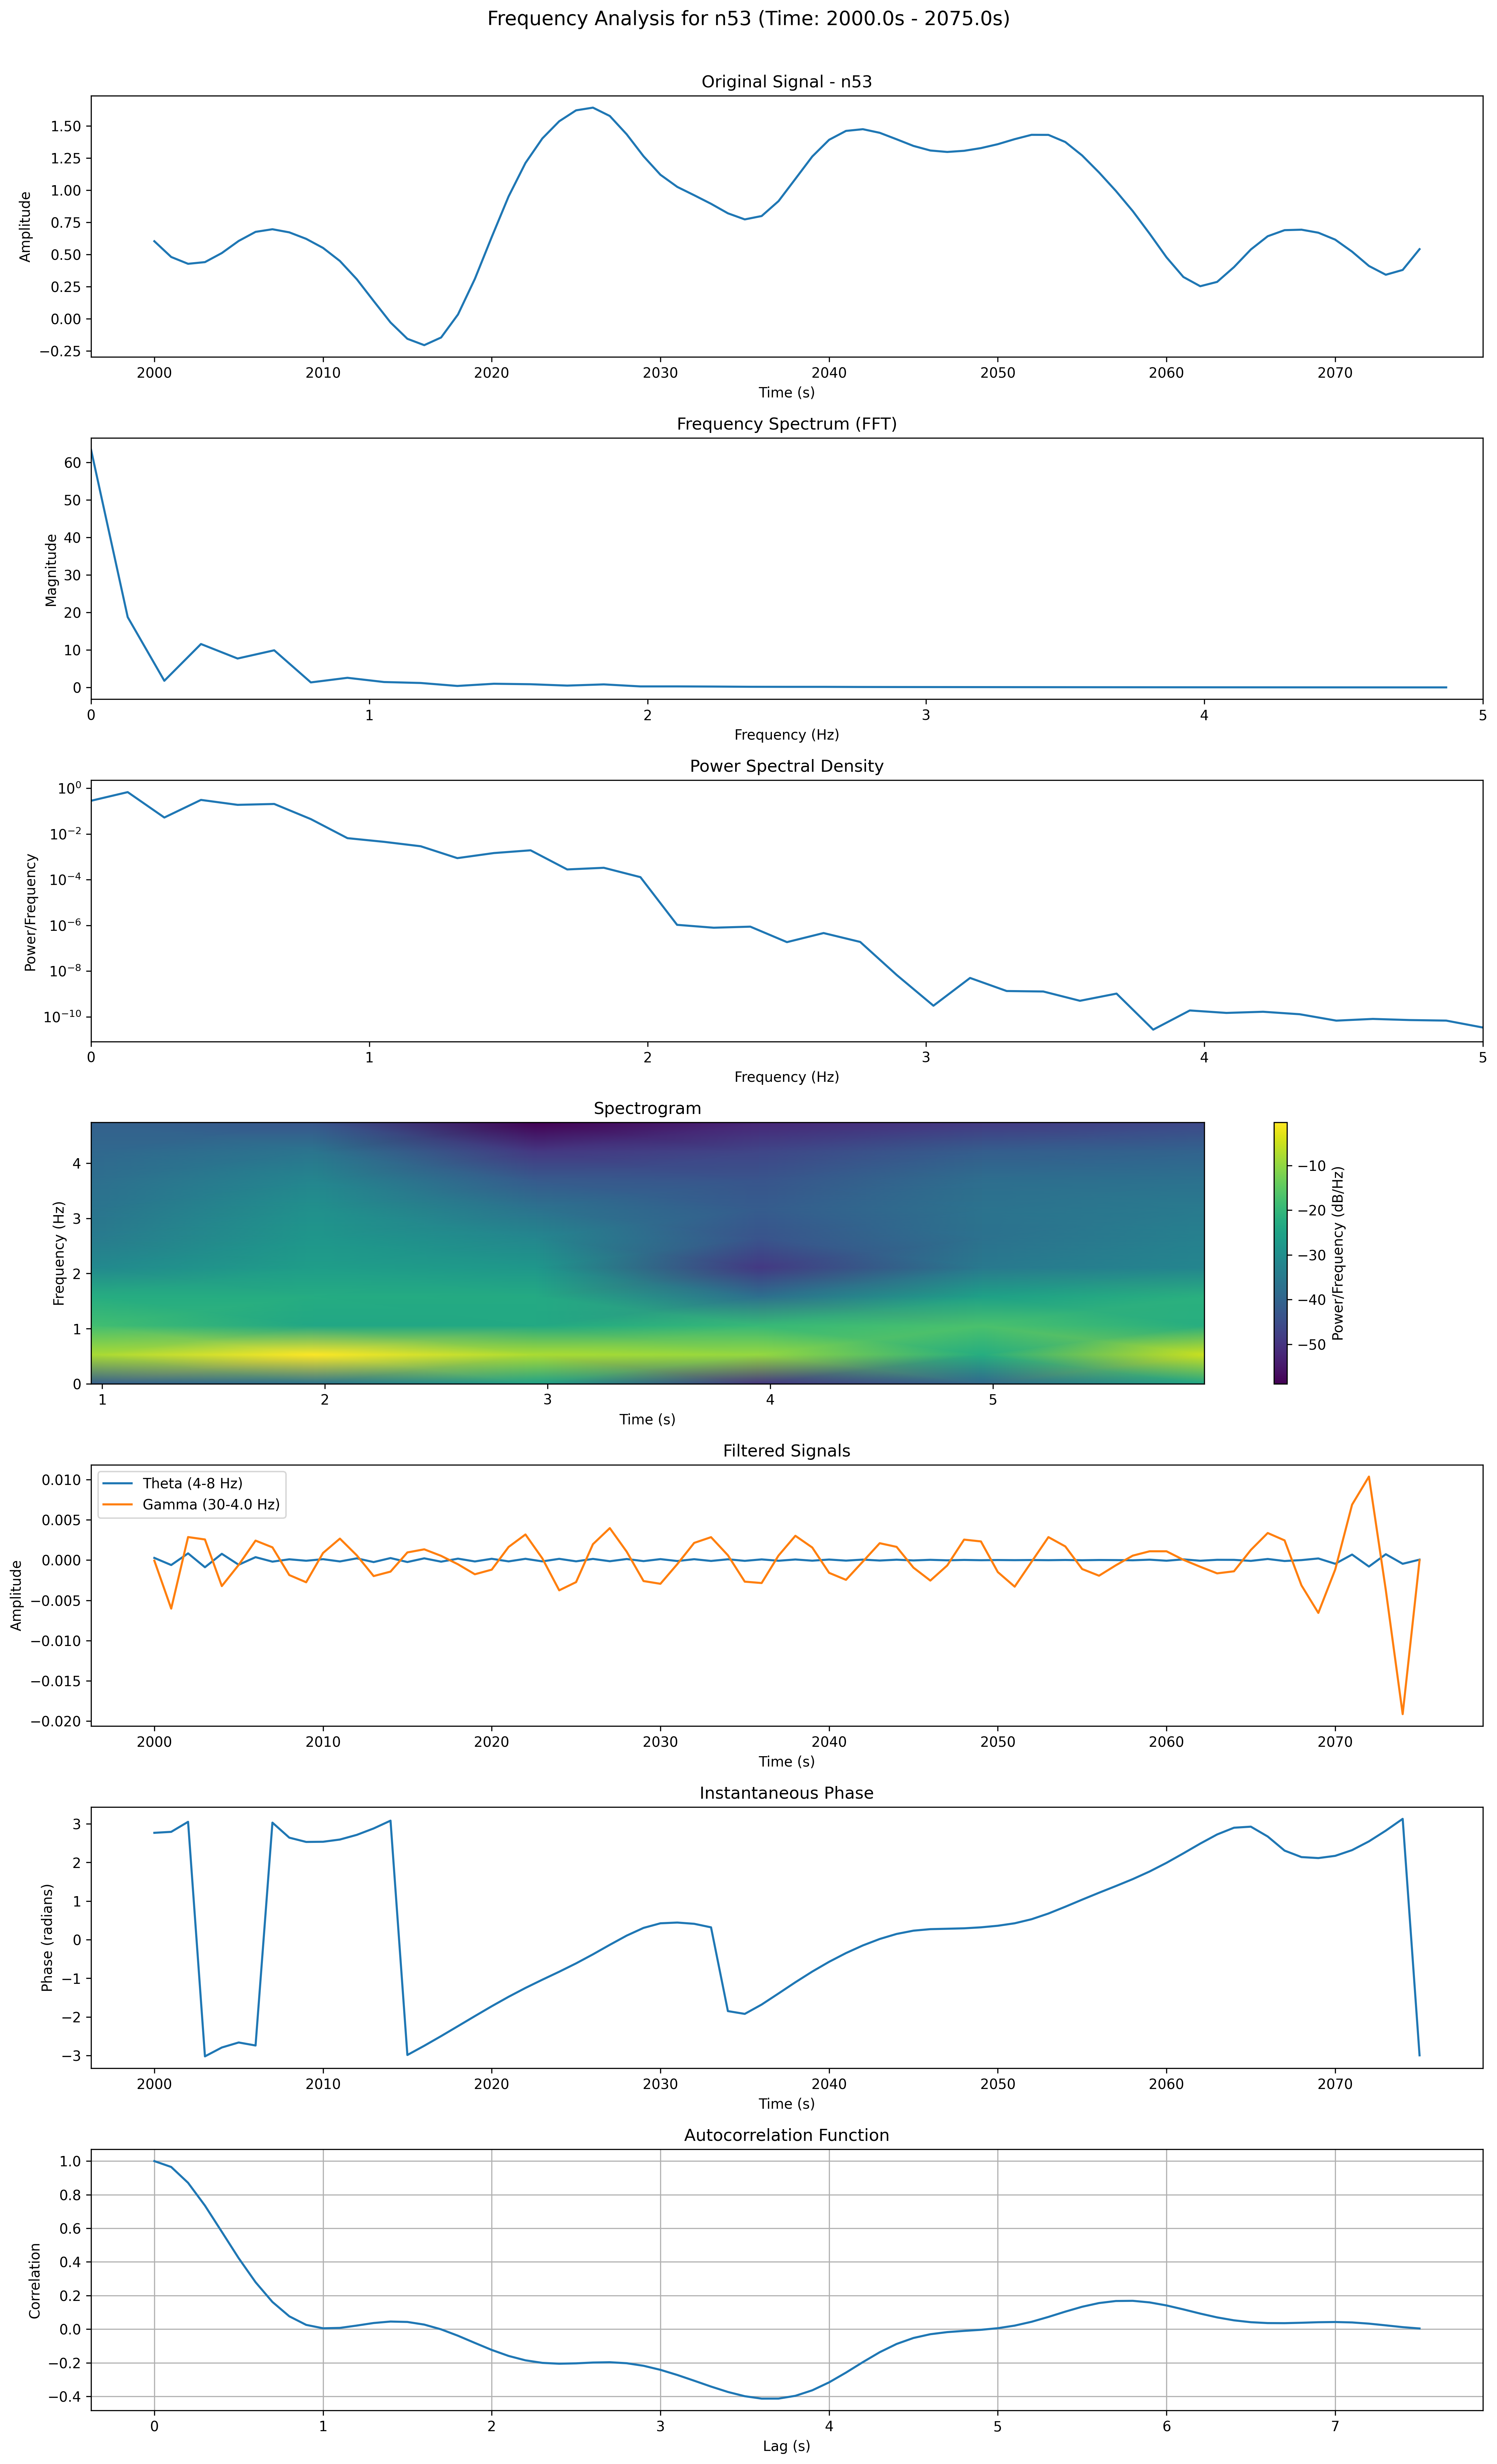 Frequency Analysis for n53 (Time: 2000.0s - 2075.0s)
Original Signal - n53
Amplitude
1.50
1.25
1.00
0.75
0.50
0.25
0.00
−0.25
2000 2010 2020 2030 2040 2050 2060 2070
Time (s)
Frequency Spectrum (FFT)
Magnitude
60
50
40
30
20
10
0
0 1 2 3 4 5
Frequency (Hz)
Power Spectral Density
Power/Frequency
10⁰
10⁻²
10⁻⁴
10⁻⁶
10⁻⁸
10⁻¹⁰
0 1 2 3 4 5
Frequency (Hz)
Spectrogram
Frequency (Hz)
4
3
2
1
0
1 2 3 4 5
Time (s)
−10
−20
−30
−40
−50
Power/Frequency (dB/Hz)
Filtered Signals
Theta (4-8 Hz)
Gamma (30-4.0 Hz)
Amplitude
0.010
0.005
0.000
−0.005
−0.010
−0.015
−0.020
2000 2010 2020 2030 2040 2050 2060 2070
Time (s)
Instantaneous Phase
Phase (radians)
3
2
1
0
−1
−2
−3
2000 2010 2020 2030 2040 2050 2060 2070
Time (s)
Autocorrelation Function
Correlation
1.0
0.8
0.6
0.4
0.2
0.0
−0.2
−0.4
0 1 2 3 4 5 6 7
Lag (s)